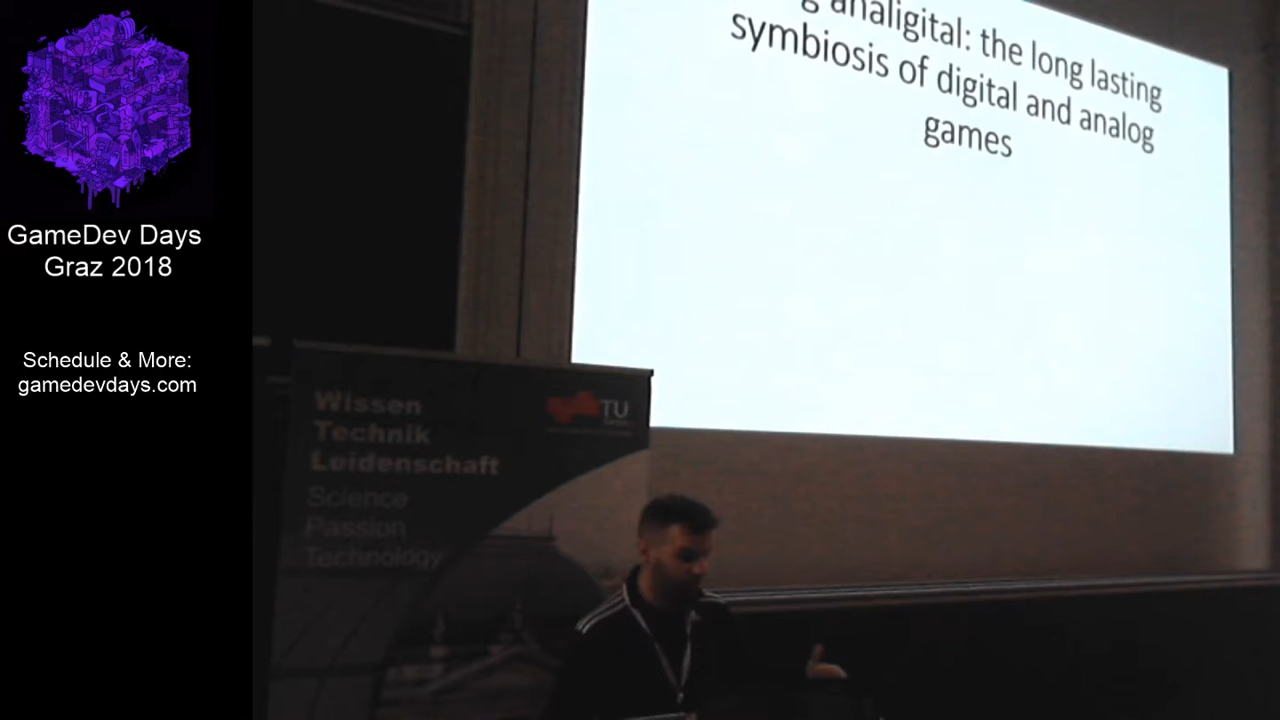 GameDev Days
Graz 2018
Schedule & More:
gamedevdays.com
analigital: the long lasting
symbiosis of digital and analog
games
Wissen
Technik
Leidenschaft
TU
Science
Passion
Technology